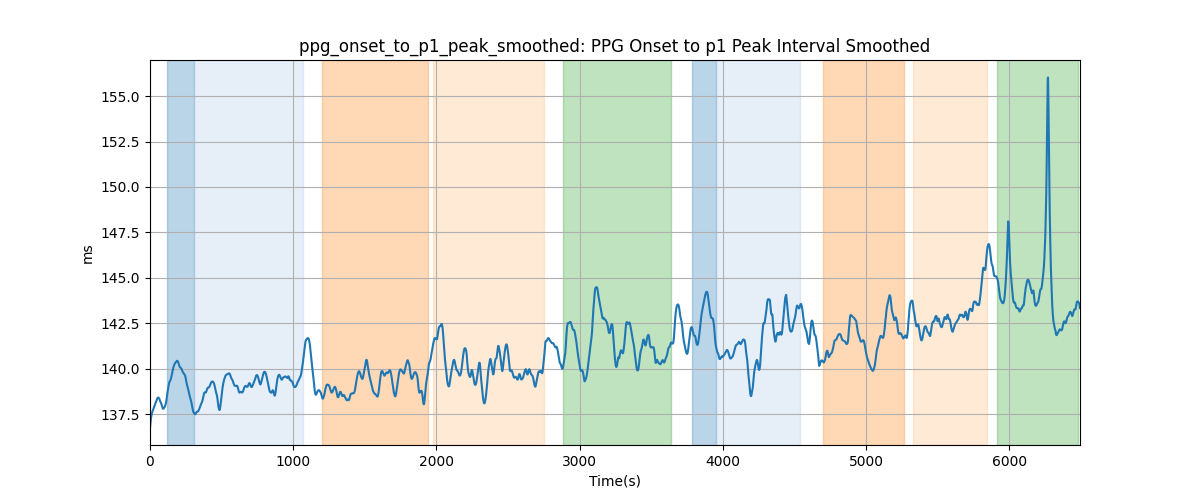 ppg_onset_to_p1_peak_smoothed: PPG Onset to p1 Peak Interval Smoothed
155.0
152.5
150.0
147.5
145.0
142.5
140.0
137.5
ms
0 1000 2000 3000 4000 5000 6000
Time(s)